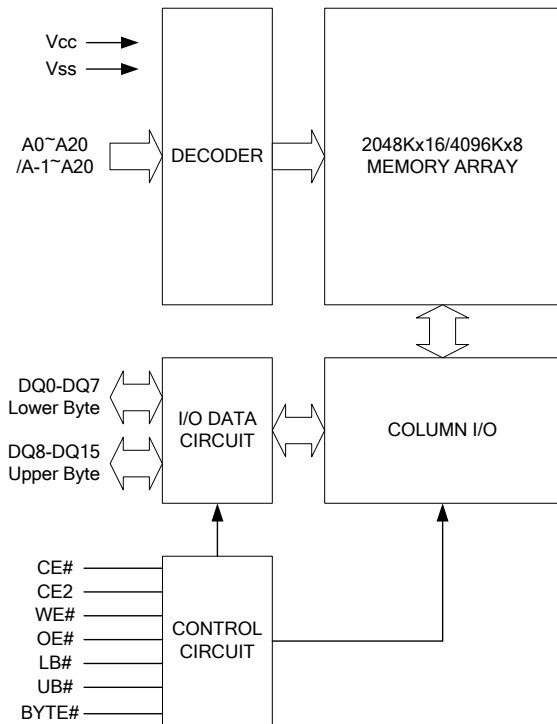 Vcc
Vss
A0~A20
/A-1~A20
DECODER
2048Kx16/4096Kx8
MEMORY ARRAY
DQ0-DQ7
Lower Byte
DQ8-DQ15
Upper Byte
I/O DATA
CIRCUIT
COLUMN I/O
CE#
CE2
WE#
OE#
LB#
UB#
BYTE#
CONTROL
CIRCUIT